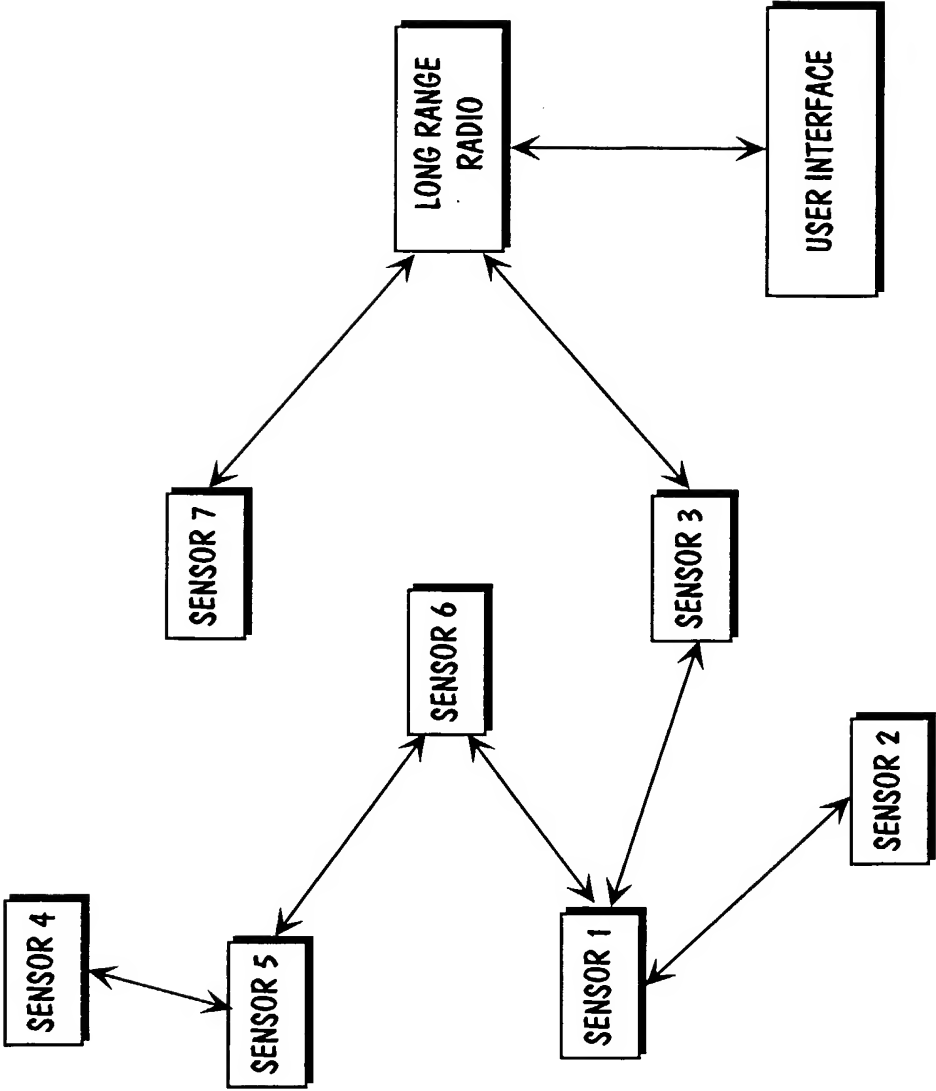 SENSOR 4
SENSOR 5
SENSOR 7
SENSOR 6
LONG RANGE
RADIO
SENSOR 1
SENSOR 3
SENSOR 2
USER INTERFACE